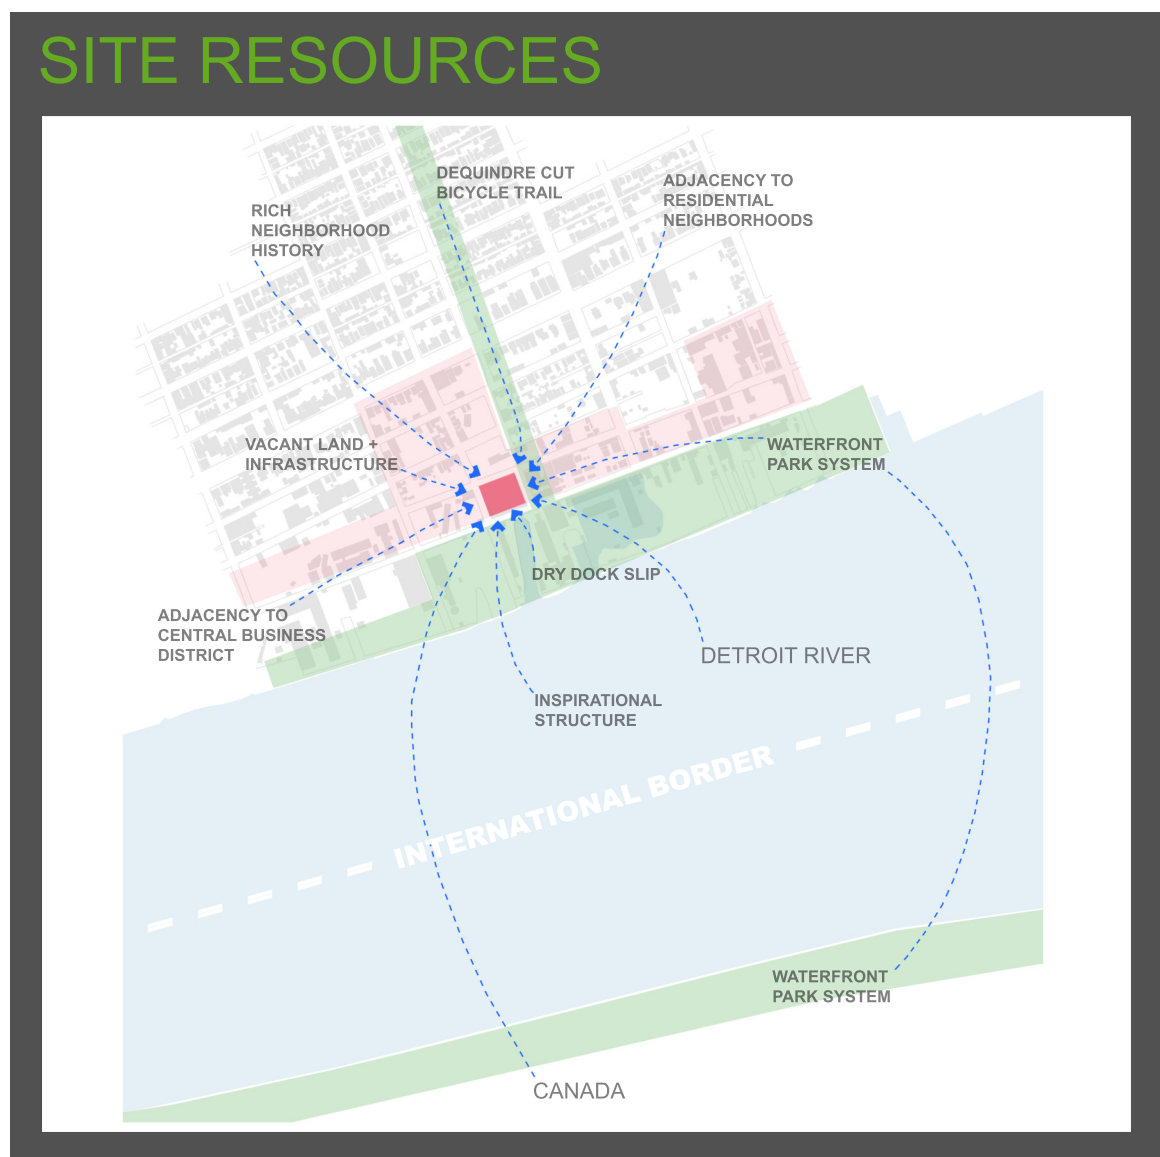 SITE RESOURCES
DEQUINDRE CUT
BICYCLE TRAIL
ADJACENCY TO
RESIDENTIAL
NEIGHBORHOODS
RICH
NEIGHBORHOOD
HISTORY
VACANT LAND +
INFRASTRUCTURE
WATERFRONT
PARK SYSTEM
DRY DOCK SLIP
ADJACENCY TO
CENTRAL BUSINESS
DISTRICT
DETROIT RIVER
INSPIRATIONAL
STRUCTURE
INTERNATIONAL BORDER
WATERFRONT
PARK SYSTEM
CANADA